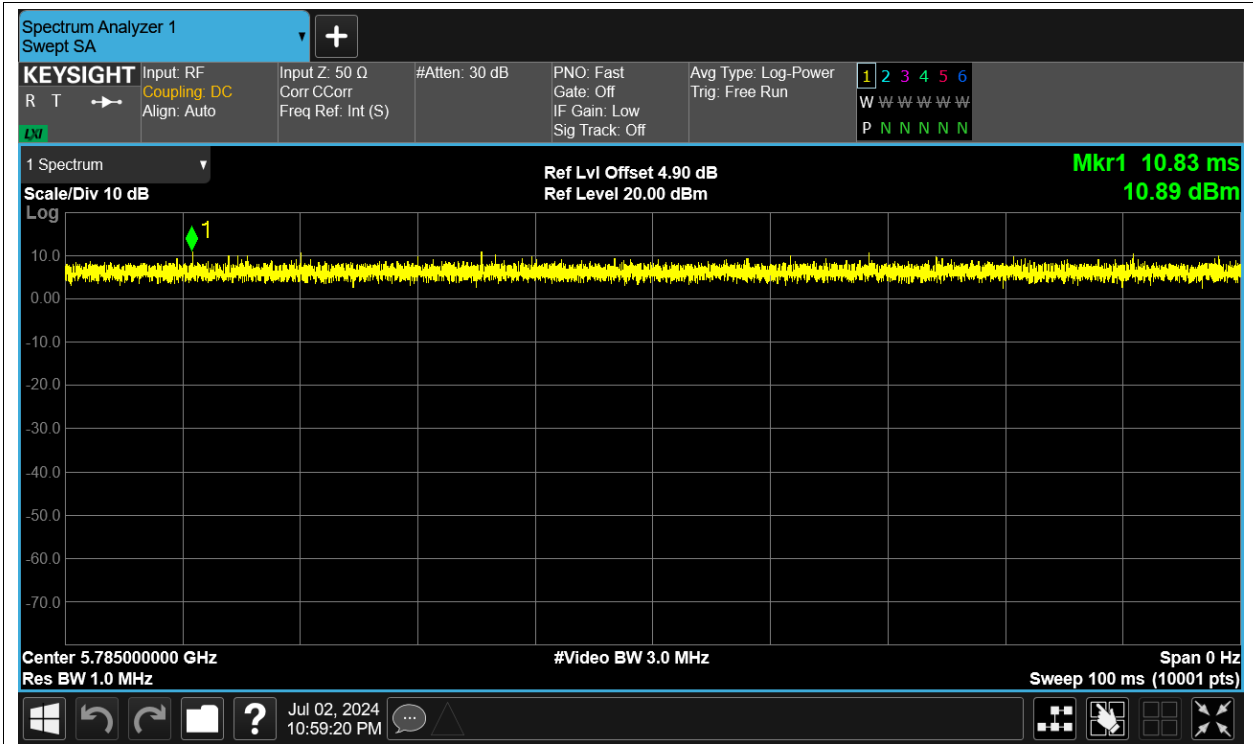 Spectrum Analyzer 1
Swept SA
KEYSIGHT
R T
LXI
Input: RF
Coupling: DC
Align: Auto
Input Z: 50 Ω
Corr CCorr
Freq Ref: Int (S)
#Atten: 30 dB
PNO: Fast
Gate: Off
IF Gain: Low
Sig Track: Off
Avg Type: Log-Power
Trig: Free Run
1 2 3 4 5 6
W W W W W W
P N N N N N
1 Spectrum
Scale/Div 10 dB
Log
Ref Lvl Offset 4.90 dB
Ref Level 20.00 dBm
Mkr1 10.83 ms
10.89 dBm
1
10.0
0.00
-10.0
-20.0
-30.0
-40.0
-50.0
-60.0
-70.0
Center 5.785000000 GHz
Res BW 1.0 MHz
#Video BW 3.0 MHz
Span 0 Hz
Sweep 100 ms (10001 pts)
?
Jul 02, 2024
10:59:20 PM